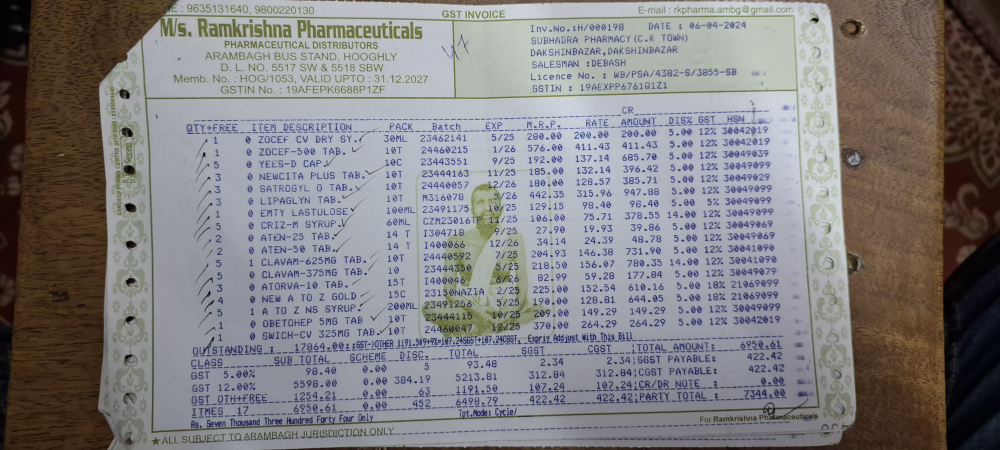 E : 9635131640, 9800220130
GST INVOICE
E-mail : rkpharma.ambg@gmail.com
M/s. Ramkrishna Pharmaceuticals
PHARMACEUTICAL DISTRIBUTORS
ARAMBAGH BUS STAND, HOOGHLY
D. L. NO. 5517 SW & 5518 SBW
Memb. No. : HOG/1053, VALID UPTO : 31.12.2027
GSTIN No. : 19AFEPK6688P1ZF
Inv.No.:H/000198 DATE : 06-04-2024
SUBHADRA PHARMACY(C.K TOWN)
DAKSHINBAZAR,DAKSHINBAZAR
SALESMAN :DEBASH
Licence No. : WB/PSA/4382-S/3855-SB
GSTIN : 19AEXPP6761Q1Z1
CR
QTY+FREE ITEM DESCRIPTION PACK Batch EXP M.R.P. RATE AMOUNT DIS% GST HSN
1 0 ZOCEF CV DRY SY. 30ML 23462141 5/25 280.00 200.00 200.00 5.00 12% 30042019
1 0 ZOCEF-500 TAB. 10T 24460215 1/26 576.00 411.43 411.43 5.00 12% 30042019
5 0 YEES-D CAP. 10C 23443551 9/25 192.00 137.14 685.70 5.00 12% 30049039
3 0 NEWCITA PLUS TAB. 10T 23444163 11/25 185.00 132.14 396.42 5.00 12% 30049099
3 0 SATROGYL O TAB. 10T 24440057 12/26 180.00 128.57 385.71 5.00 12% 30049029
3 0 LIPAGLYN TAB. 10T M316078 5/26 442.35 315.96 947.88 5.00 12% 30049099
1 0 EMTY LASTULOSE 100ML 23491175 10/25 129.15 98.40 98.40 5.00 5% 30049099
5 0 CRIZ-M SYRUP. 60ML CZM23016TP 11/25 106.00 75.71 378.55 14.00 12% 30049099
2 0 ATEN-25 TAB. 14 T I304718 9/25 27.90 19.93 39.86 5.00 12% 30049069
2 0 ATEN-50 TAB. 14 T I400066 12/26 34.14 24.39 48.78 5.00 12% 30049069
5 1 CLAVAM-625MG TAB. 10T 24440592 7/25 204.93 146.38 731.90 5.00 12% 30041090
5 0 CLAVAM-375MG TAB. 10 23444350 5/25 218.50 156.07 780.35 14.00 12% 30041090
3 0 ATORVA-10 TAB. 15T I400046 6/26 82.99 59.28 177.84 5.00 12% 30049079
4 0 NEW A TO Z GOLD 15C 23150NAZIA 2/25 225.00 152.54 610.16 5.00 18% 21069099
5 1 A TO Z NS SYRUP. 200ML 23491256 5/25 190.00 128.81 644.05 5.00 18% 21069099
1 0 OBETOHEP 5MG TAB 10T 23444115 10/25 209.00 149.29 149.29 5.00 12% 30049099
1 0 SWICH-CV 325MG TAB 10T 24460047 12/25 370.00 264.29 264.29 5.00 12% 30042019
OUTSTANDING : 17864.00
Expriy Addjust With This Bill
TOTAL AMOUNT: 6950.61
CLASS SUB TOTAL SCHEME DISC. TOTAL SGST CGST SGST PAYABLE: 422.42
GST 5.00% 98.40 0.00 5 93.48 2.34 2.34 CGST PAYABLE: 422.42
GST 12.00% 5598.00 0.00 384.19 5213.81 312.84 312.84 CR/DR NOTE : 0.00
GST OTH+FREE 1254.21 0.00 63 1191.50 107.24 107.24 PARTY TOTAL : 7344.00
ITMES 17 6950.61 0.00 452 6498.79 422.42 422.42
Rs. Seven Thousand Three Hundred Forty Four Only
Tpt.Mode: Cycle/
For Ramkrishna Pharmaceuticals
★ALL SUBJECT TO ARAMBAGH JURISDICTION ONLY